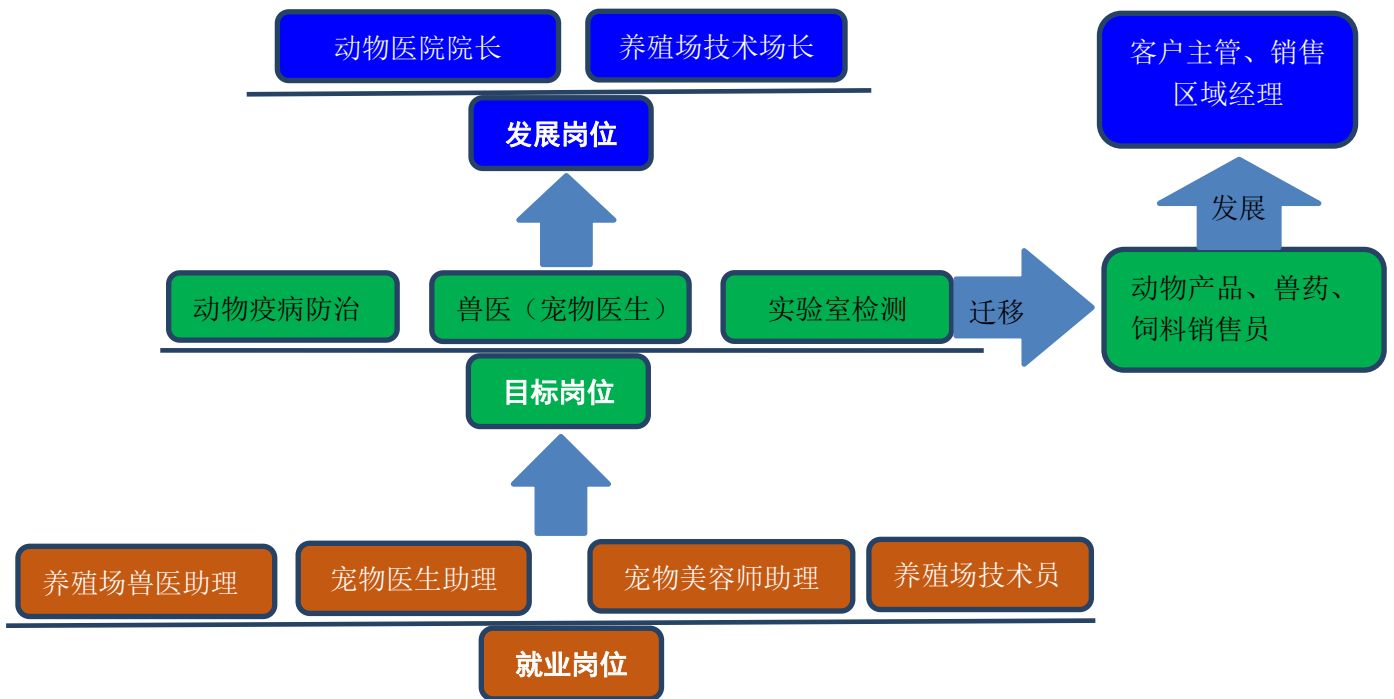 动物医院院长
养殖场技术场长
客户主管、销售
区域经理
发展岗位
发展
动物疫病防治
兽医（宠物医生）
实验室检测
迁移
动物产品、兽药、
饲料销售员
目标岗位
养殖场兽医助理
宠物医生助理
宠物美容师助理
养殖场技术员
就业岗位